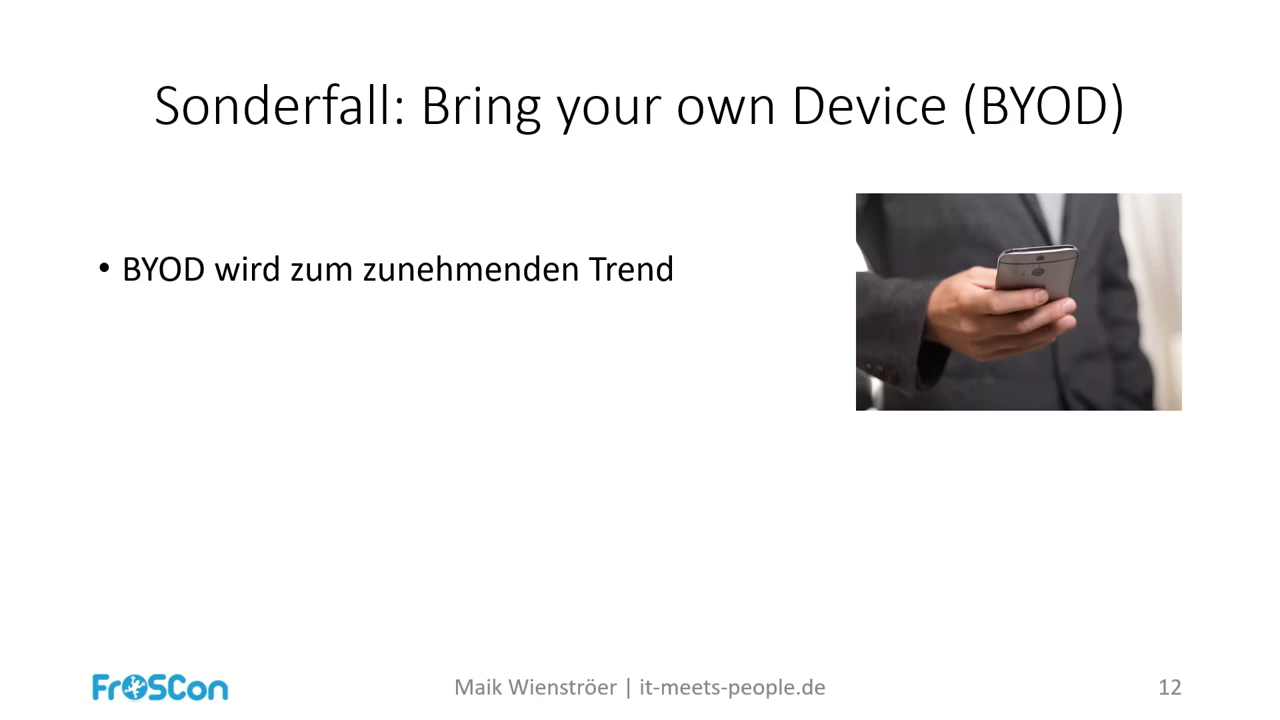 Sonderfall: Bring your own Device (BYOD)
• BYOD wird zum zunehmenden Trend
FrOSCon
Maik Wienströer | it-meets-people.de
12